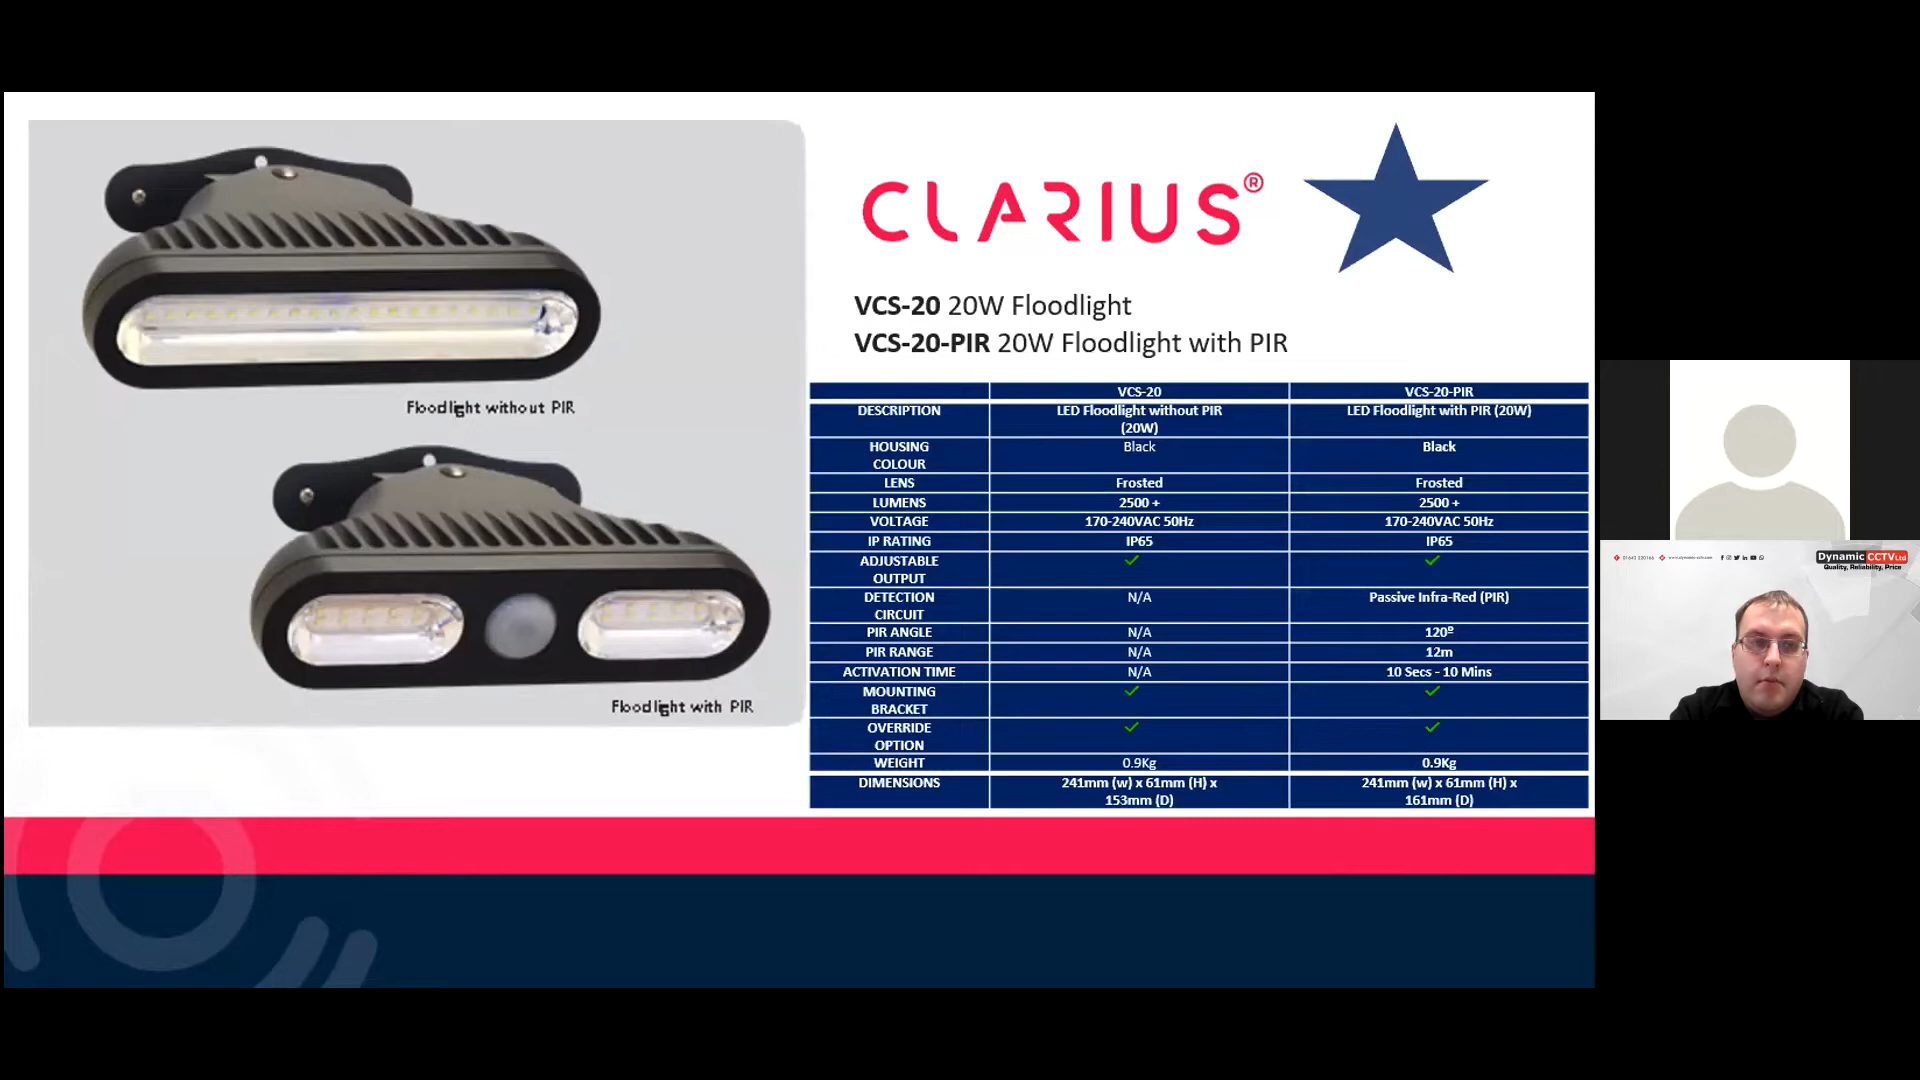 CLARIUS®
VCS-20 20W Floodlight
VCS-20-PIR 20W Floodlight with PIR
Floodlight without PIR
Floodlight with PIR
VCS-20 VCS-20-PIR
DESCRIPTION LED Floodlight without PIR (20W) LED Floodlight with PIR (20W)
HOUSING COLOUR Black Black
LENS Frosted Frosted
LUMENS 2500 + 2500 +
VOLTAGE 170-240VAC 50Hz 170-240VAC 50Hz
IP RATING IP65 IP65
ADJUSTABLE OUTPUT ✓ ✓
DETECTION CIRCUIT N/A Passive Infra-Red (PIR)
PIR ANGLE N/A 120º
PIR RANGE N/A 12m
ACTIVATION TIME N/A 10 Secs - 10 Mins
MOUNTING BRACKET ✓ ✓
OVERRIDE OPTION ✓ ✓
WEIGHT 0.9Kg 0.9Kg
DIMENSIONS 241mm (w) x 61mm (H) x 153mm (D) 241mm (w) x 61mm (H) x 161mm (D)
Dynamic CCTV Ltd
Quality, Reliability, Price